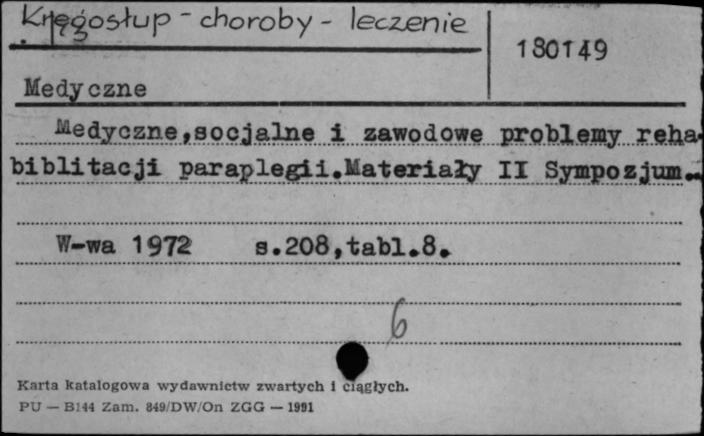 Kręgosłup - choroby - leczenie
180149
Medyczne
Medyczne,socjalne i zawodowe problemy reha-
biblitacji paraplegii.Materiały II Sympozjum..
W-wa 1972 s.208,tabl.8.
6
Karta katalogowa wydawnictw zwartych i ciągłych.
PU — B144 Zam. 849/DW/On ZGG — 1991